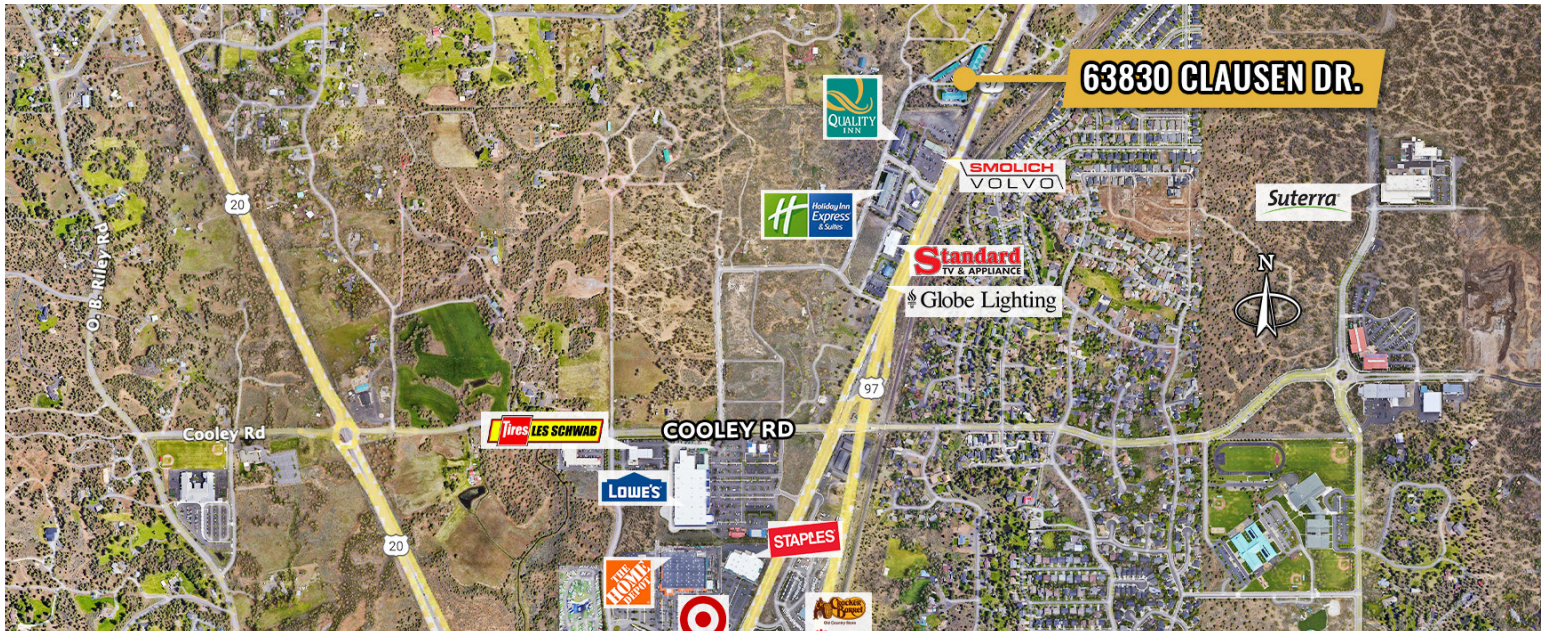 63830 CLAUSEN DR.
97
QUALITY
INN
SMOLICH
VOLVO
Suterra
20
Holiday Inn
Express
& Suites
O. B. Riley Rd
Standard
TV & APPLIANCE
N
Globe Lighting
97
Tires LES SCHWAB
COOLEY RD
Cooley Rd
LOWE'S
STAPLES
20
THE
HOME
DEPOT
Cracker
Barrel
Old Country Store